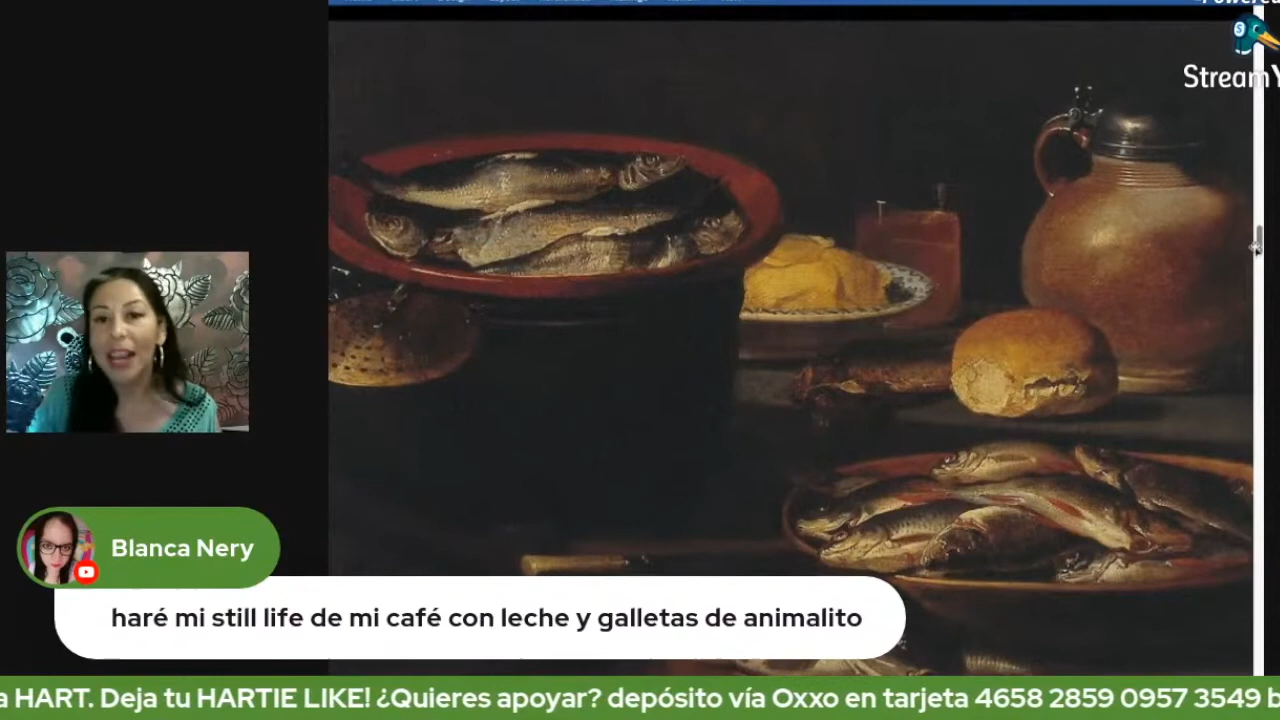 StreamY
Blanca Nery
haré mi still life de mi café con leche y galletas de animalito
a HART. Deja tu HARTIE LIKE! ¿Quieres apoyar? depósito vía Oxxo en tarjeta 4658 2859 0957 3549 b